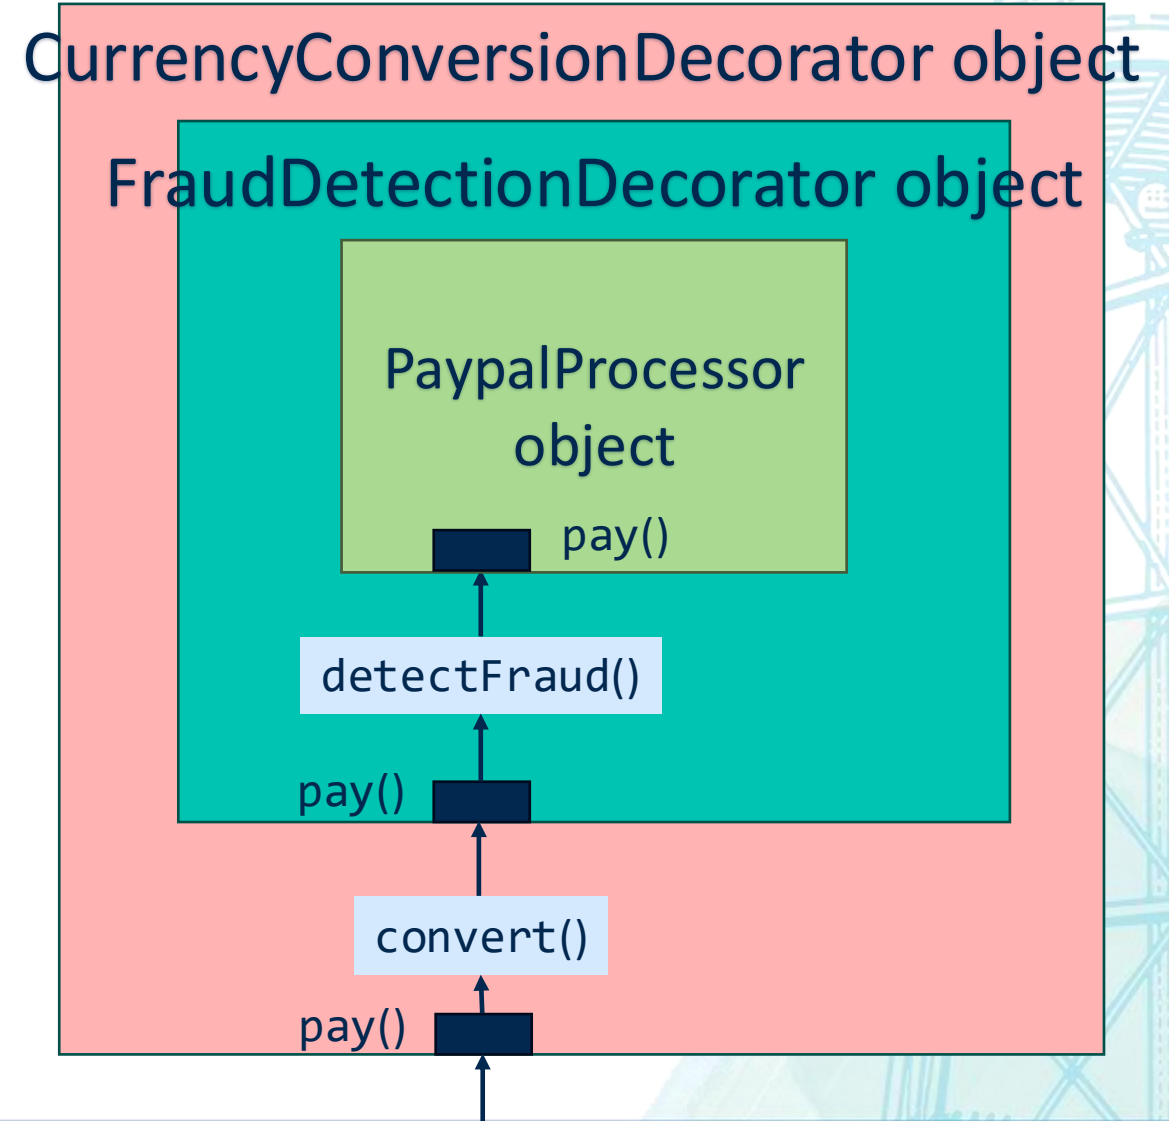 CurrencyConversionDecorator object
FraudDetectionDecorator object
PaypalProcessor
object
pay()
detectFraud()
pay()
convert()
pay()